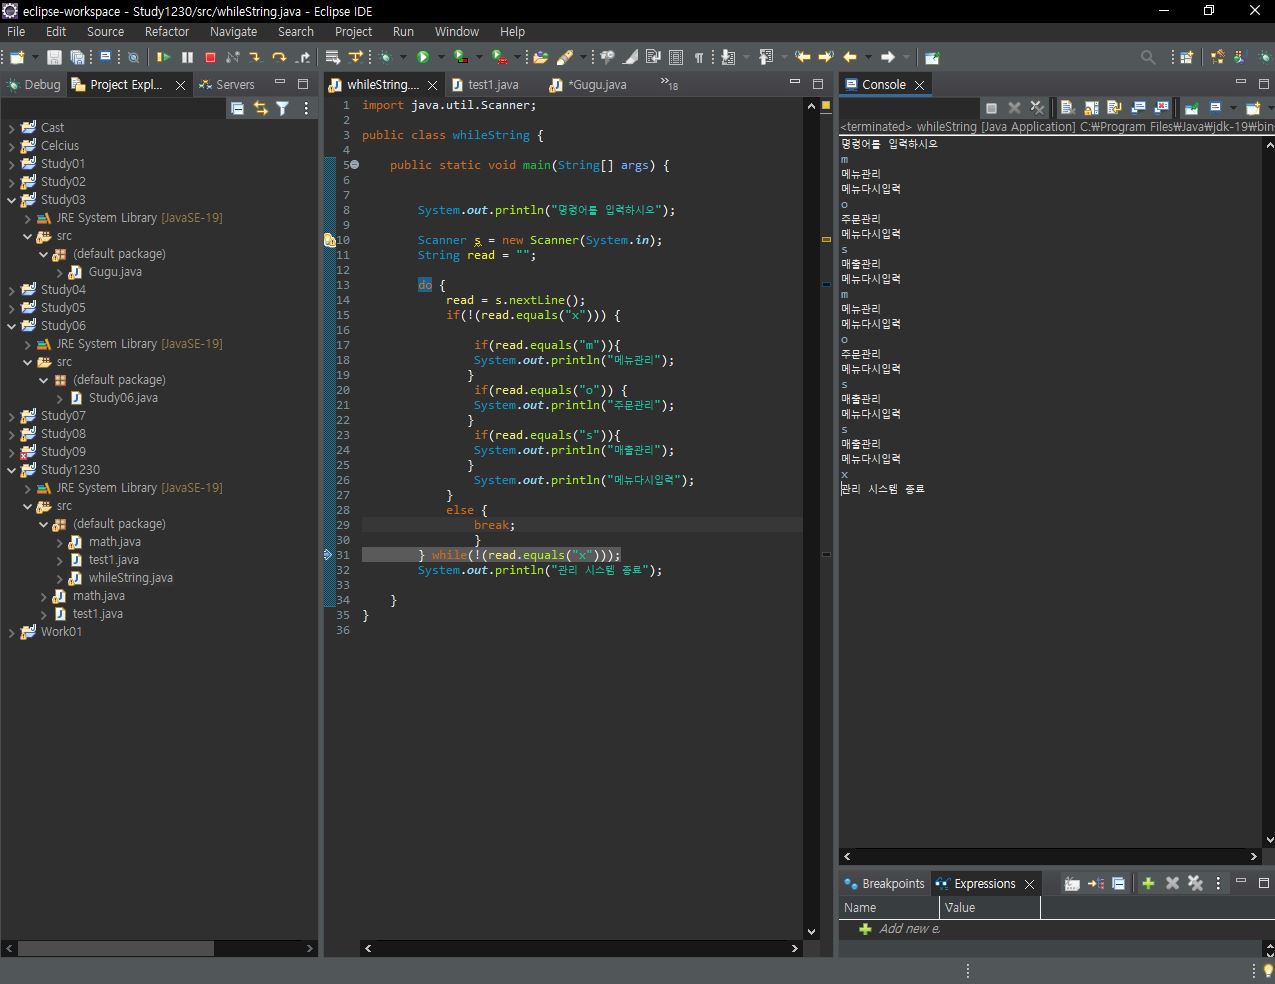 eclipse-workspace - Study1230/src/whileString.java - Eclipse IDE
File Edit Source Refactor Navigate Search Project Run Window Help
Debug Project Expl... Servers
Cast
Celcius
Study01
Study02
Study03
JRE System Library [JavaSE-19]
src
(default package)
Gugu.java
Study04
Study05
Study06
JRE System Library [JavaSE-19]
src
(default package)
Study06.java
Study07
Study08
Study09
Study1230
JRE System Library [JavaSE-19]
src
(default package)
math.java
test1.java
whileString.java
math.java
test1.java
Work01
whileString.... test1.java *Gugu.java »18
1 import java.util.Scanner;
2
3 public class whileString {
4
5 public static void main(String[] args) {
6
7
8 System.out.println("명령어를 입력하시오");
9
10 Scanner s = new Scanner(System.in);
11 String read = "";
12
13 do {
14 read = s.nextLine();
15 if(!(read.equals("x"))) {
16
17 if(read.equals("m")){
18 System.out.println("메뉴관리");
19 }
20 if(read.equals("o")) {
21 System.out.println("주문관리");
22 }
23 if(read.equals("s")){
24 System.out.println("매출관리");
25 }
26 System.out.println("메뉴다시입력");
27 }
28 else {
29 break;
30 }
31 } while(!(read.equals("x")));
32 System.out.println("관리 시스템 종료");
33
34 }
35 }
36
Console
<terminated> whileString [Java Application] C:₩Program Files₩Java₩jdk-19₩bin
명령어를 입력하시오
m
메뉴관리
메뉴다시입력
o
주문관리
메뉴다시입력
s
매출관리
메뉴다시입력
m
메뉴관리
메뉴다시입력
o
주문관리
메뉴다시입력
s
매출관리
메뉴다시입력
s
매출관리
메뉴다시입력
x
관리 시스템 종료
Breakpoints Expressions
Name Value
Add new e